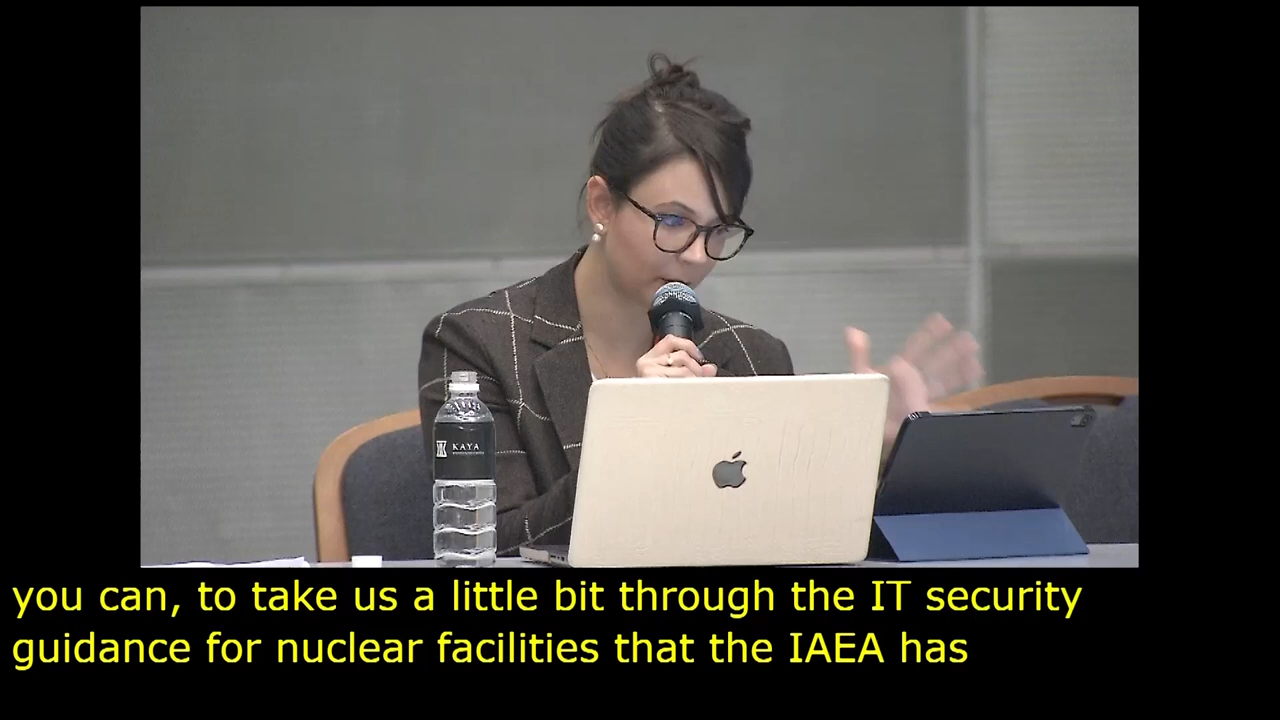 KAYA
you can, to take us a little bit through the IT security
guidance for nuclear facilities that the IAEA has